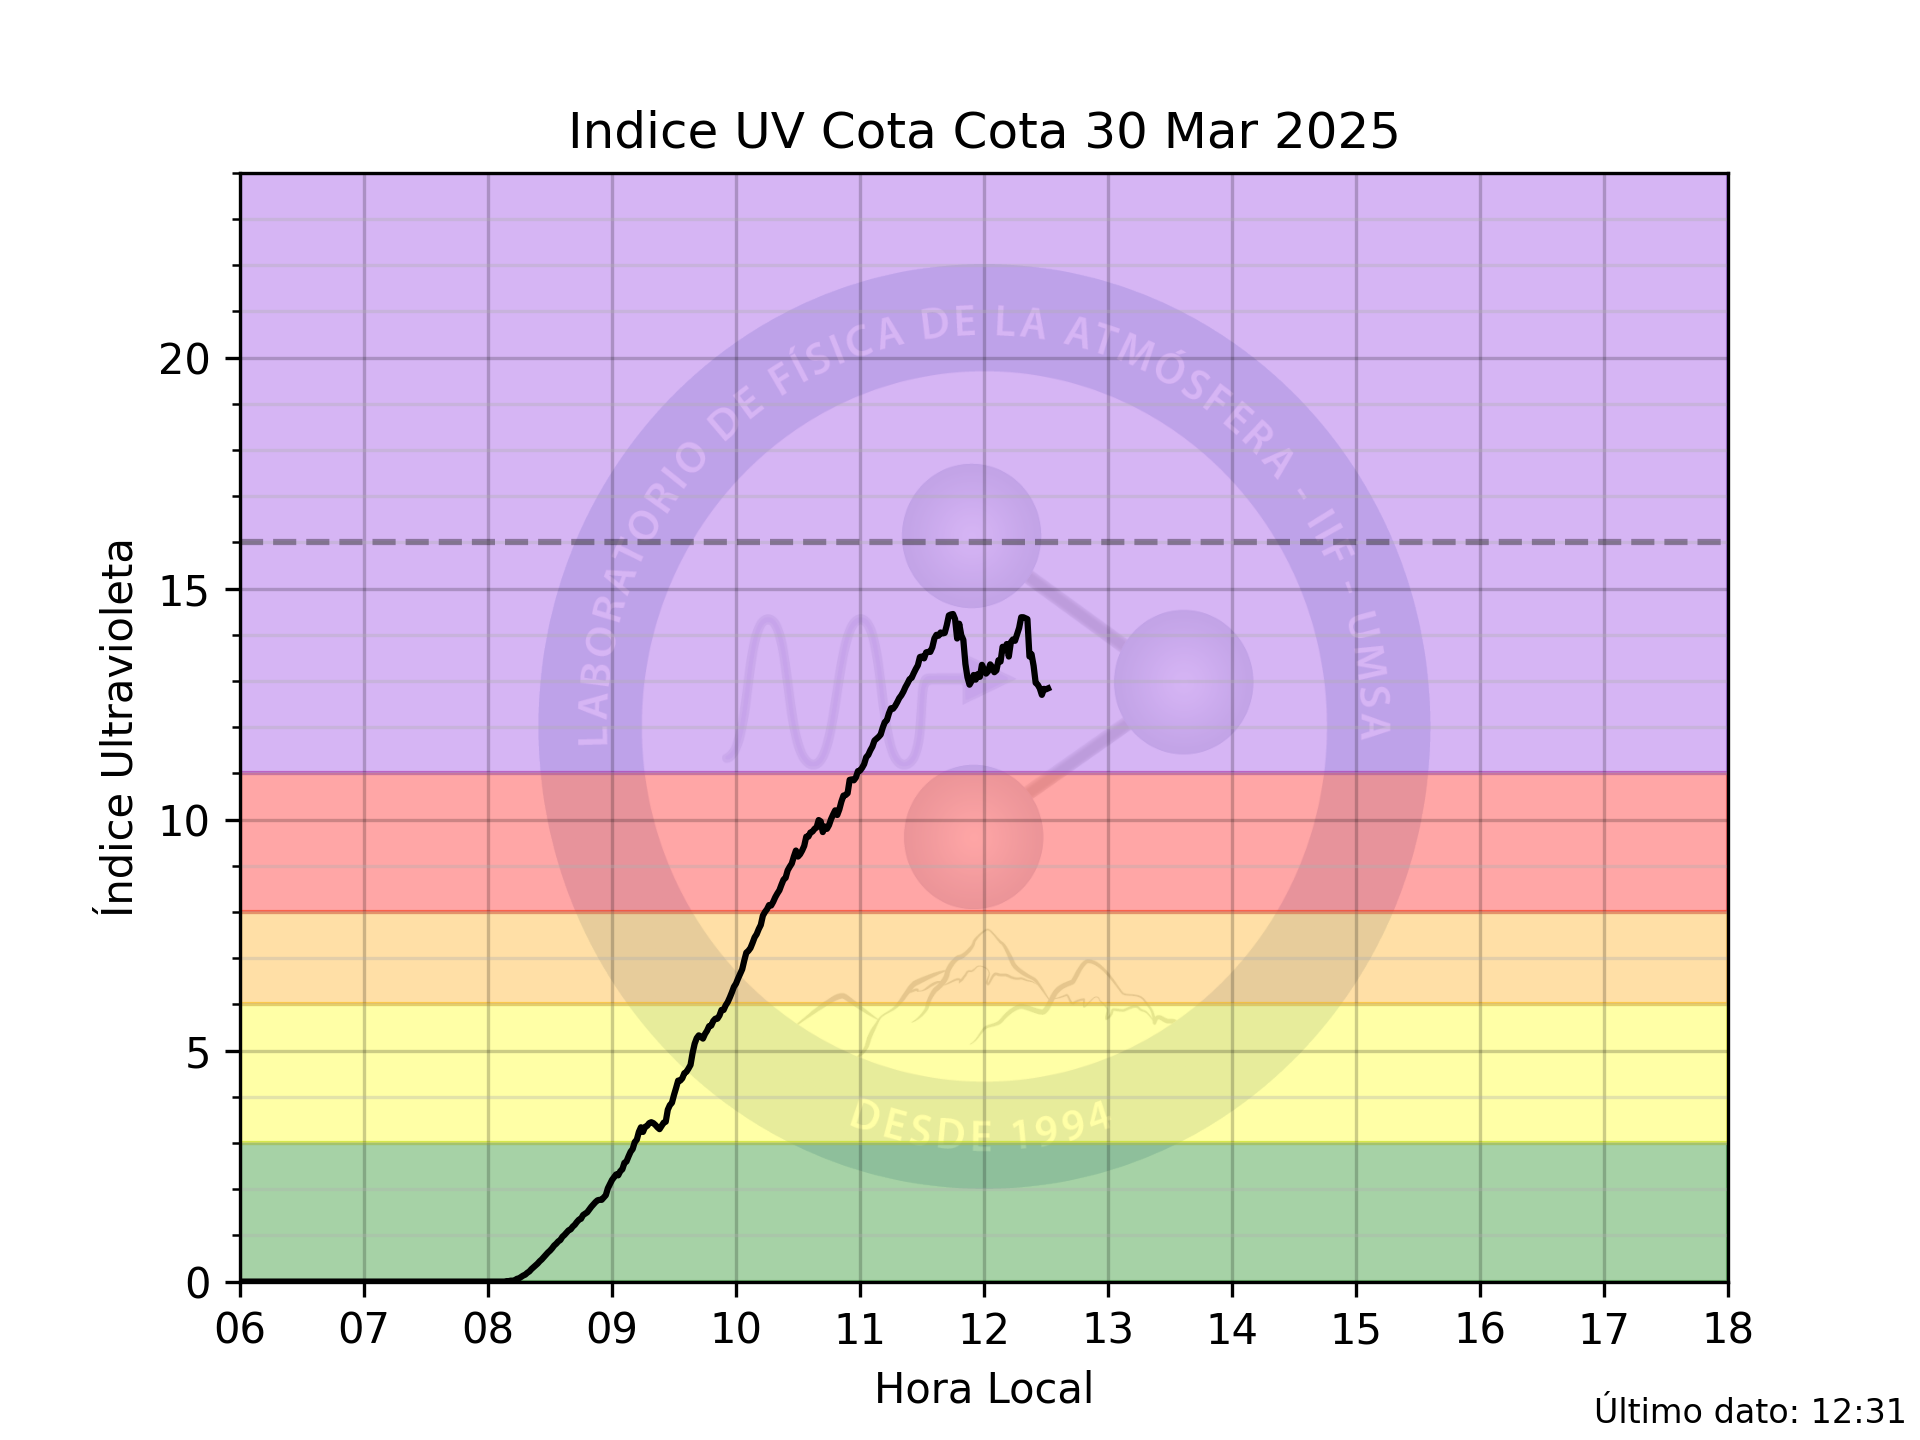 Indice UV Cota Cota 30 Mar 2025
Índice Ultravioleta
20
15
10
5
0
LABORATORIO DE FÍSICA DE LA ATMÓSFERA - IIF - UMSA
DESDE 1994
06 07 08 09 10 11 12 13 14 15 16 17 18
Hora Local
Último dato: 12:31